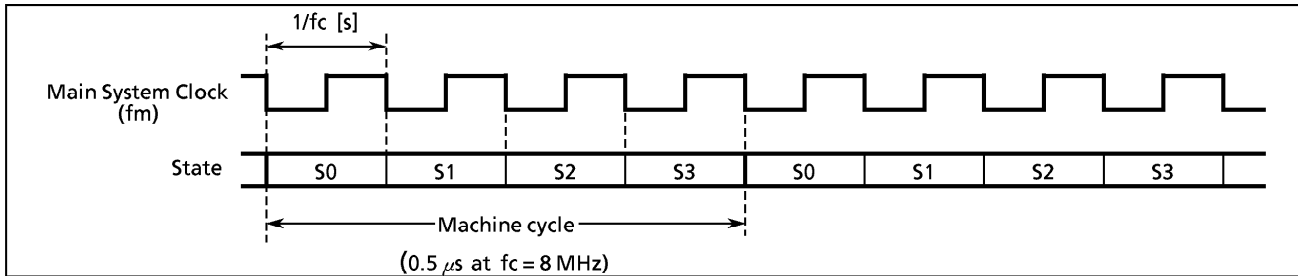 1/fc [s]
Main System Clock
(fm)
State S0 S1 S2 S3 S0 S1 S2 S3
Machine cycle
(0.5 μs at fc = 8 MHz)